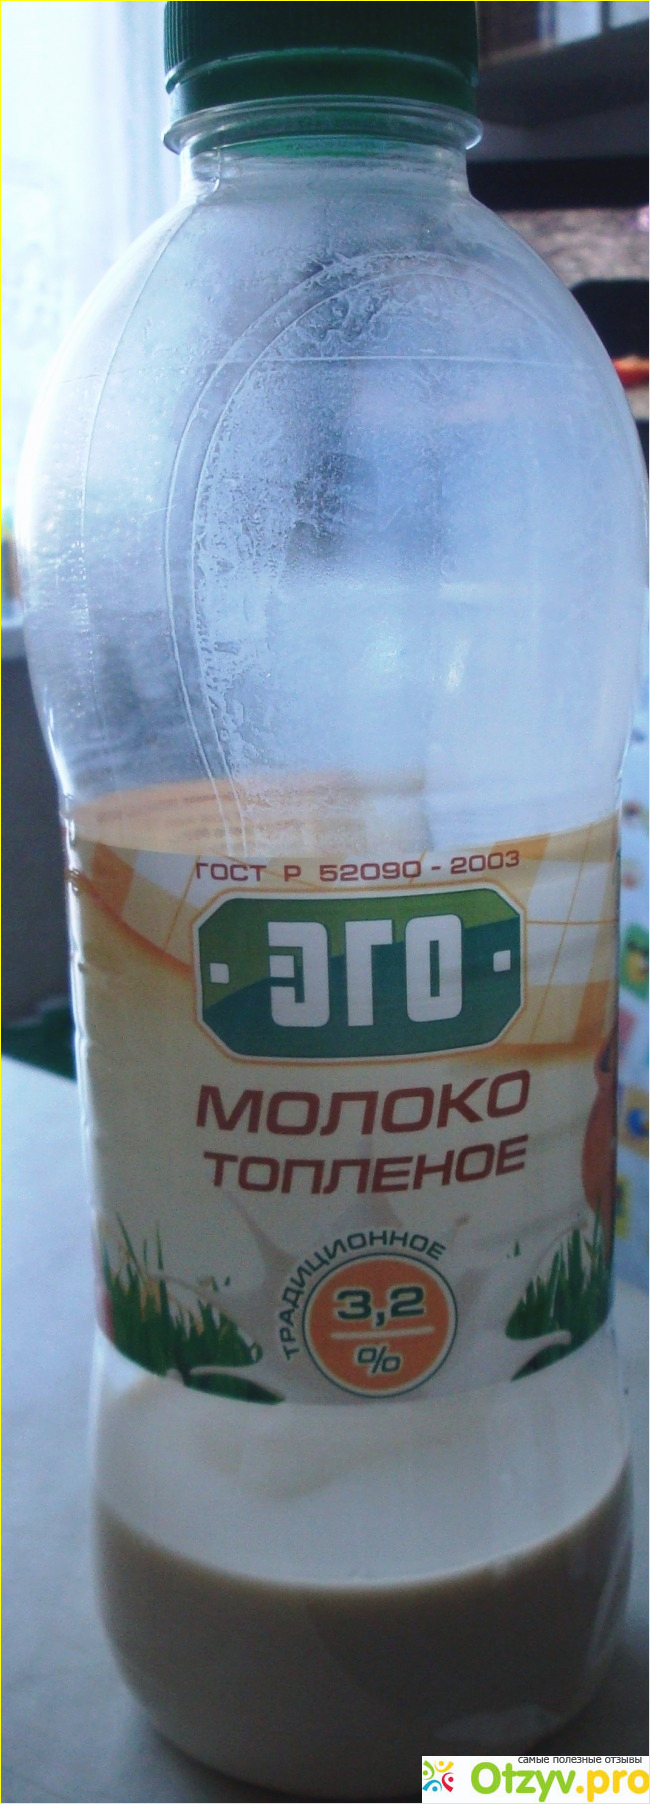 ГОСТ Р 52090 - 2003
· ЭГО ·
МОЛОКО
ТОПЛЕНОЕ
ТРАДИЦИОННОЕ
3,2
%
самые полезные отзывы
Otzyv.pro